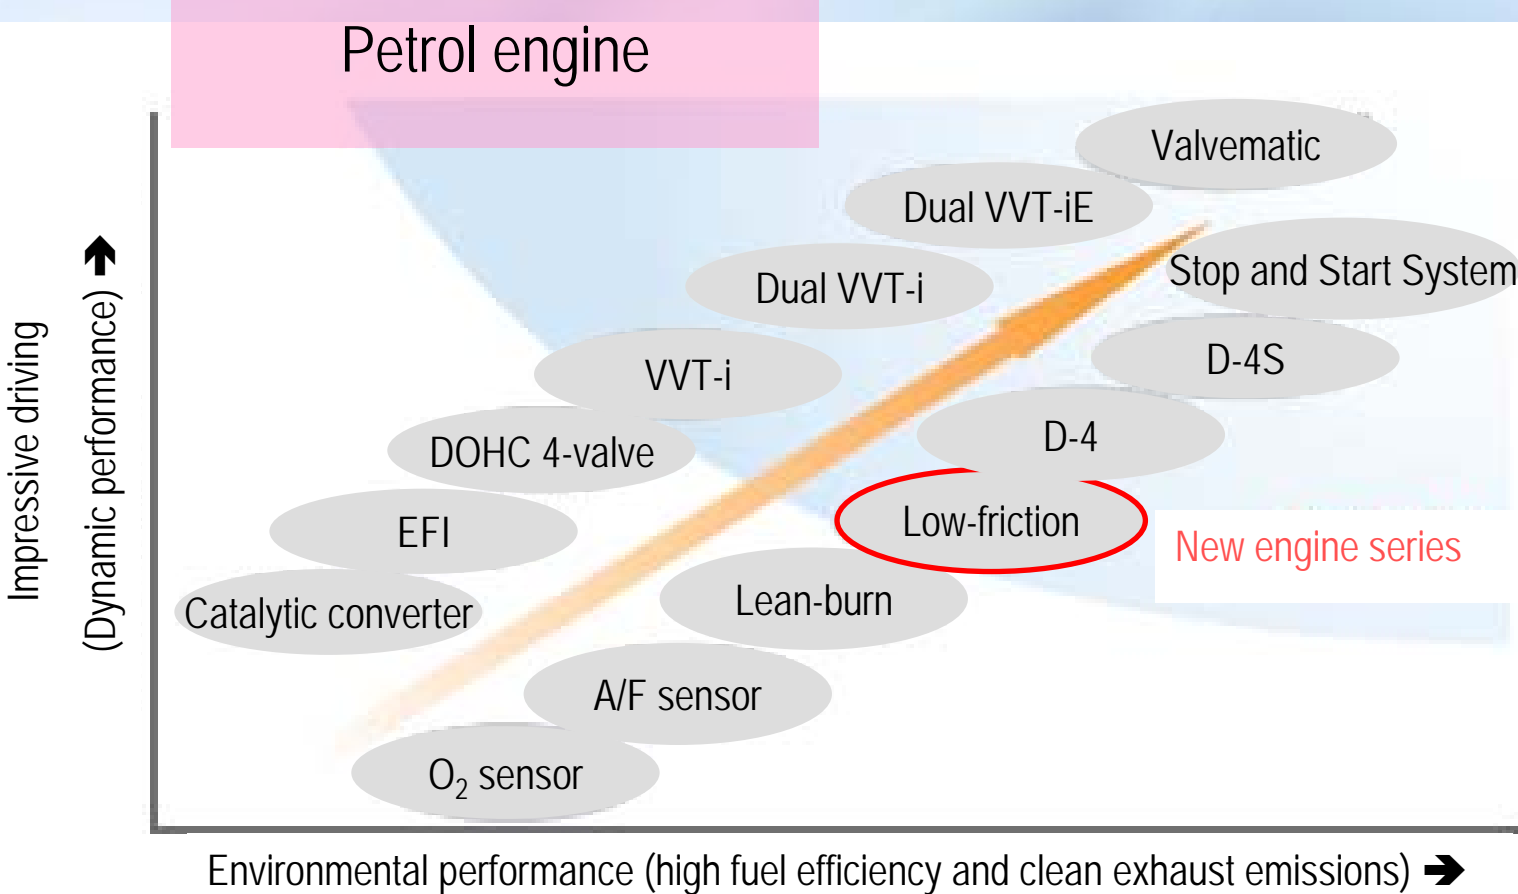 Petrol engine
Impressive driving
(Dynamic performance) ➔
Valvematic
Dual VVT-iE
Stop and Start System
Dual VVT-i
D-4S
VVT-i
D-4
DOHC 4-valve
Low-friction
EFI
New engine series
Lean-burn
Catalytic converter
A/F sensor
O₂ sensor
Environmental performance (high fuel efficiency and clean exhaust emissions) ➔